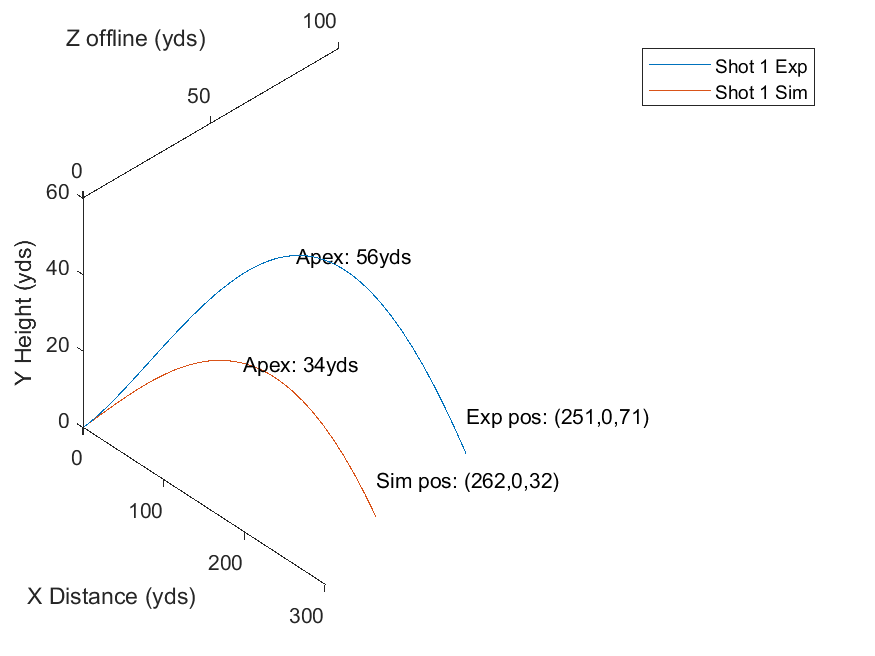 Z offline (yds)
100
50
0
Shot 1 Exp
Shot 1 Sim
60
40
20
0
Y Height (yds)
Apex: 56yds
Apex: 34yds
Exp pos: (251,0,71)
Sim pos: (262,0,32)
0
100
200
300
X Distance (yds)